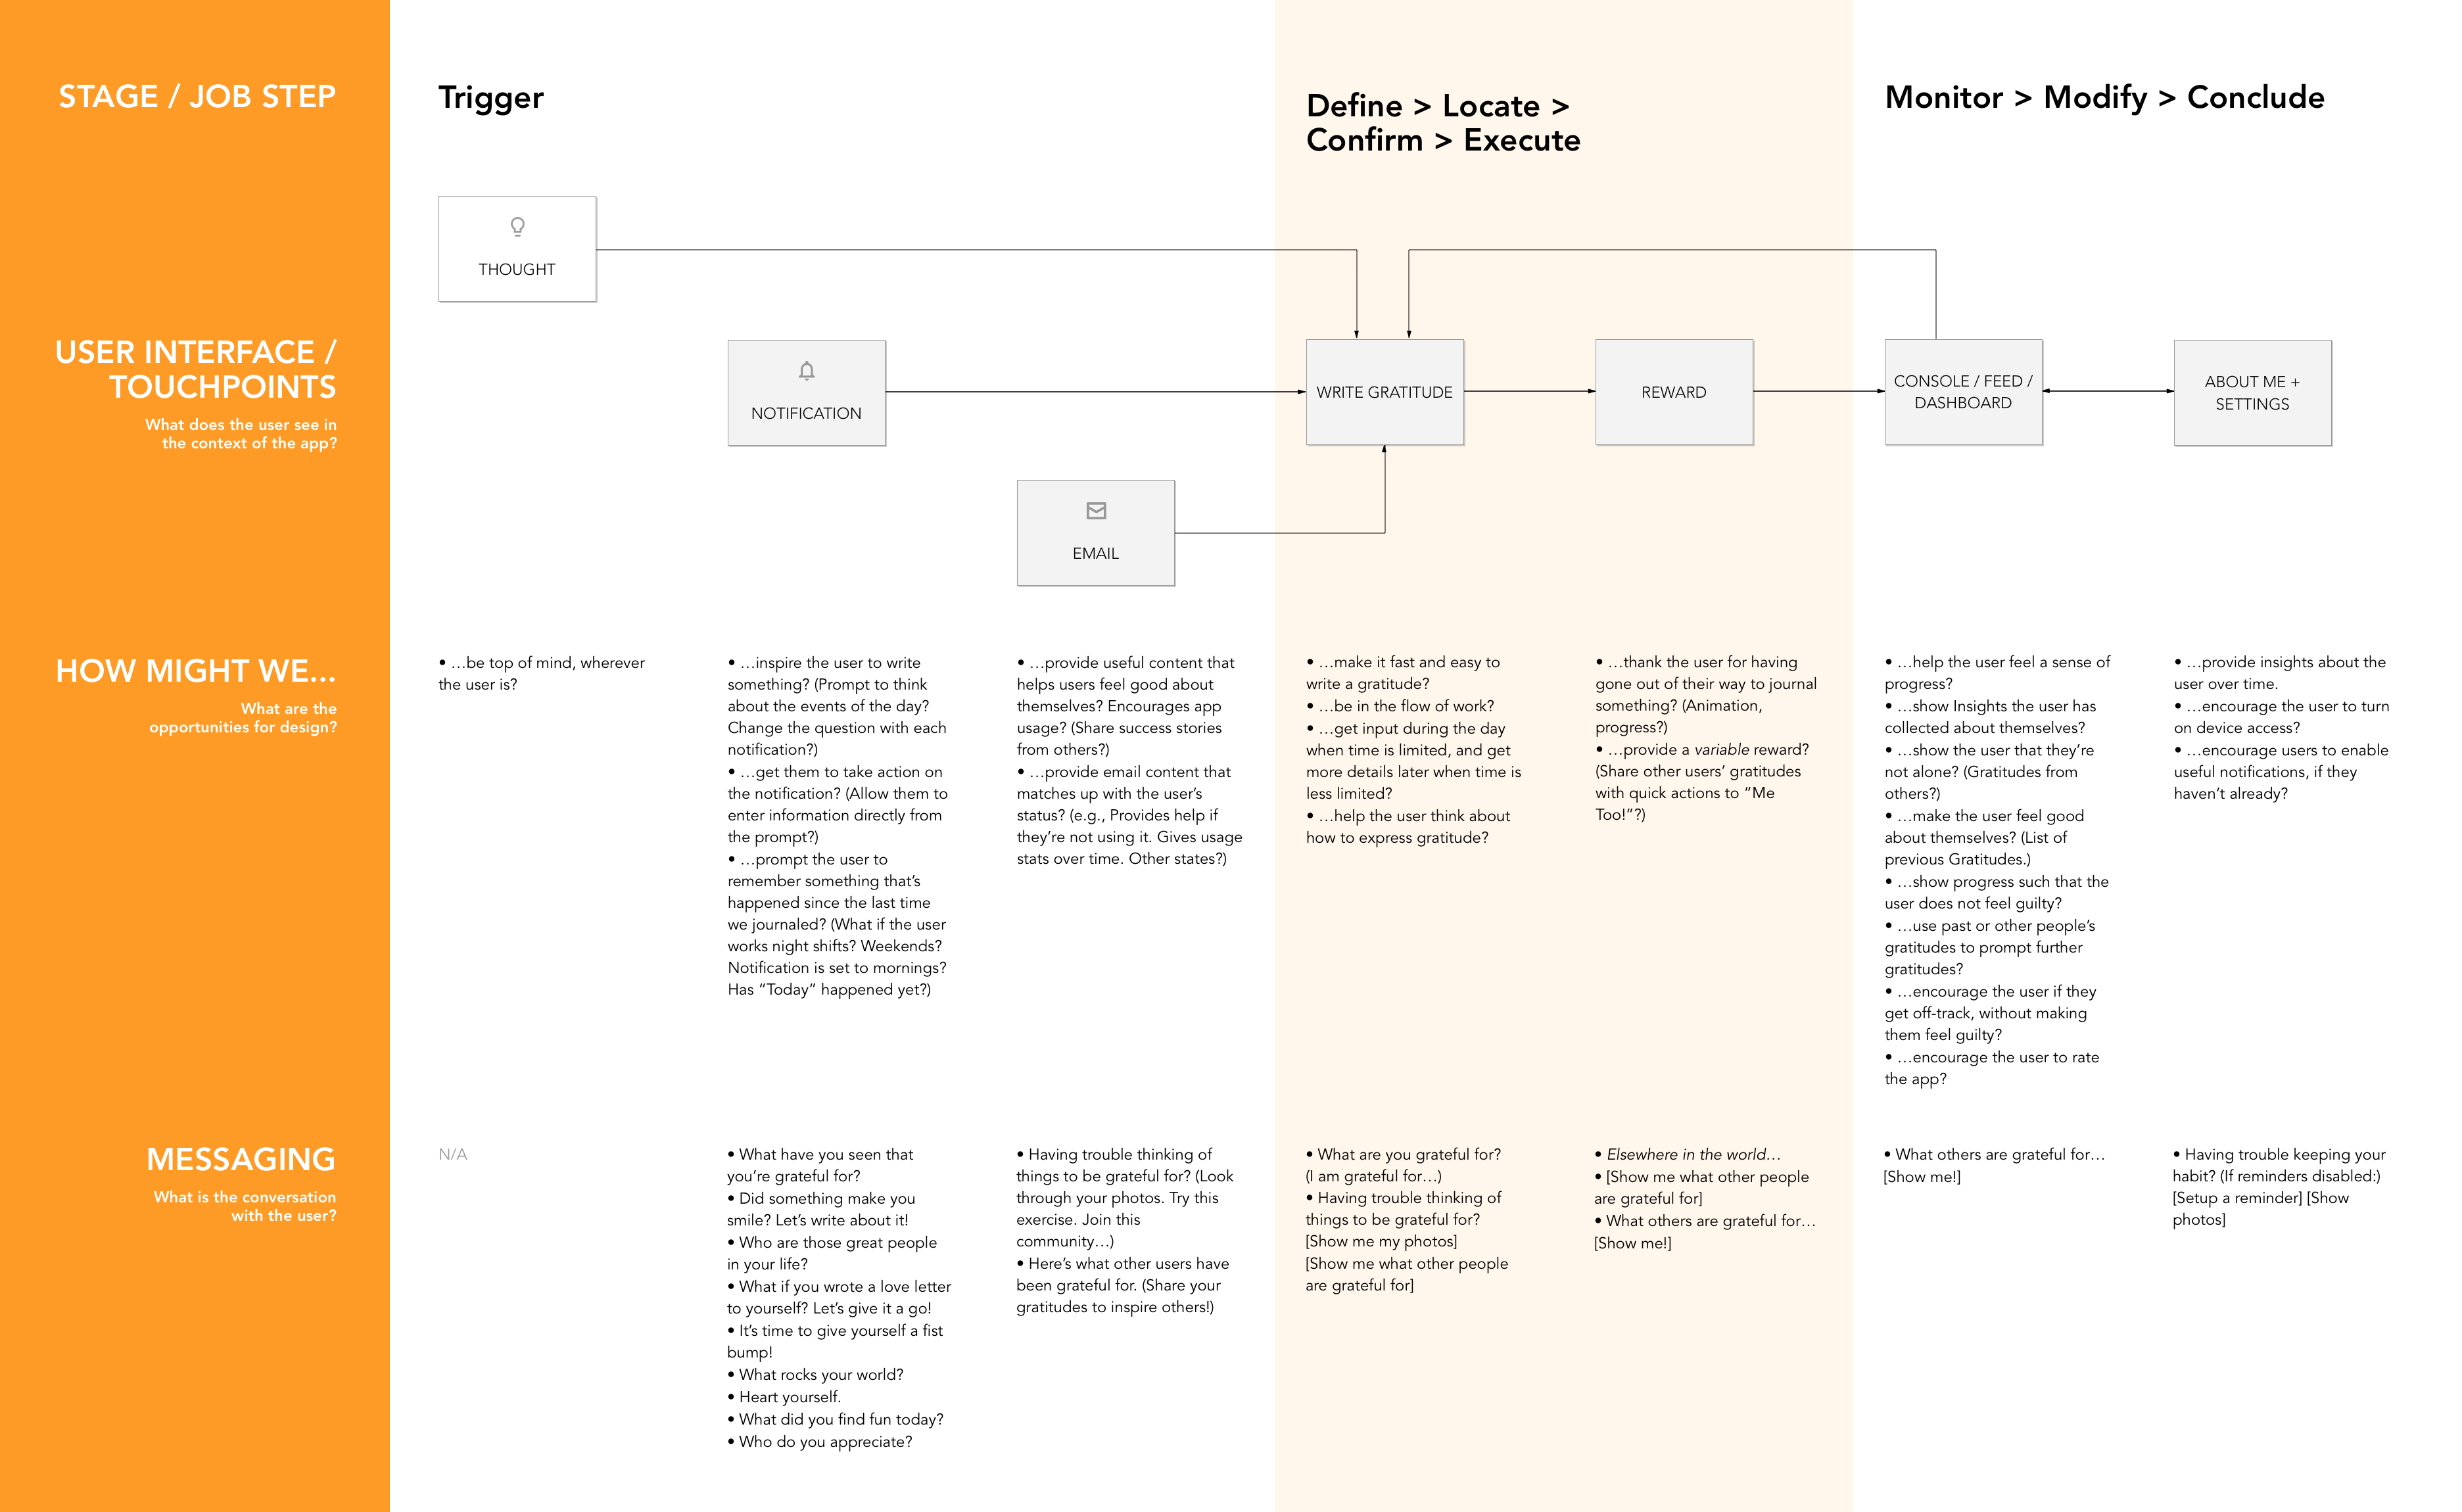 STAGE / JOB STEP
Trigger
Define > Locate >
Confirm > Execute
Monitor > Modify > Conclude
USER INTERFACE /
TOUCHPOINTS
What does the user see in
the context of the app?
THOUGHT
NOTIFICATION
EMAIL
WRITE GRATITUDE
REWARD
CONSOLE / FEED /
DASHBOARD
ABOUT ME +
SETTINGS
HOW MIGHT WE...
What are the
opportunities for design?
• …be top of mind, wherever
the user is?
• …inspire the user to write
something? (Prompt to think
about the events of the day?
Change the question with each
notification?)
• …get them to take action on
the notification? (Allow them to
enter information directly from
the prompt?)
• …prompt the user to
remember something that’s
happened since the last time
we journaled? (What if the user
works night shifts? Weekends?
Notification is set to mornings?
Has “Today” happened yet?)
• …provide useful content that
helps users feel good about
themselves? Encourages app
usage? (Share success stories
from others?)
• …provide email content that
matches up with the user’s
status? (e.g., Provides help if
they’re not using it. Gives usage
stats over time. Other states?)
• …make it fast and easy to
write a gratitude?
• …be in the flow of work?
• …get input during the day
when time is limited, and get
more details later when time is
less limited?
• …help the user think about
how to express gratitude?
• …thank the user for having
gone out of their way to journal
something? (Animation,
progress?)
• …provide a variable reward?
(Share other users’ gratitudes
with quick actions to “Me
Too!”?)
• …help the user feel a sense of
progress?
• …show Insights the user has
collected about themselves?
• …show the user that they’re
not alone? (Gratitudes from
others?)
• …make the user feel good
about themselves? (List of
previous Gratitudes.)
• …show progress such that the
user does not feel guilty?
• …use past or other people’s
gratitudes to prompt further
gratitudes?
• …encourage the user if they
get off-track, without making
them feel guilty?
• …encourage the user to rate
the app?
• …provide insights about the
user over time.
• …encourage the user to turn
on device access?
• …encourage users to enable
useful notifications, if they
haven’t already?
MESSAGING
What is the conversation
with the user?
N/A
• What have you seen that
you’re grateful for?
• Did something make you
smile? Let’s write about it!
• Who are those great people
in your life?
• What if you wrote a love letter
to yourself? Let’s give it a go!
• It’s time to give yourself a fist
bump!
• What rocks your world?
• Heart yourself.
• What did you find fun today?
• Who do you appreciate?
• Having trouble thinking of
things to be grateful for? (Look
through your photos. Try this
exercise. Join this
community…)
• Here’s what other users have
been grateful for. (Share your
gratitudes to inspire others!)
• What are you grateful for?
(I am grateful for…)
• Having trouble thinking of
things to be grateful for?
[Show me my photos]
[Show me what other people
are grateful for]
• Elsewhere in the world…
• [Show me what other people
are grateful for]
• What others are grateful for…
[Show me!]
• What others are grateful for…
[Show me!]
• Having trouble keeping your
habit? (If reminders disabled:)
[Setup a reminder] [Show
photos]